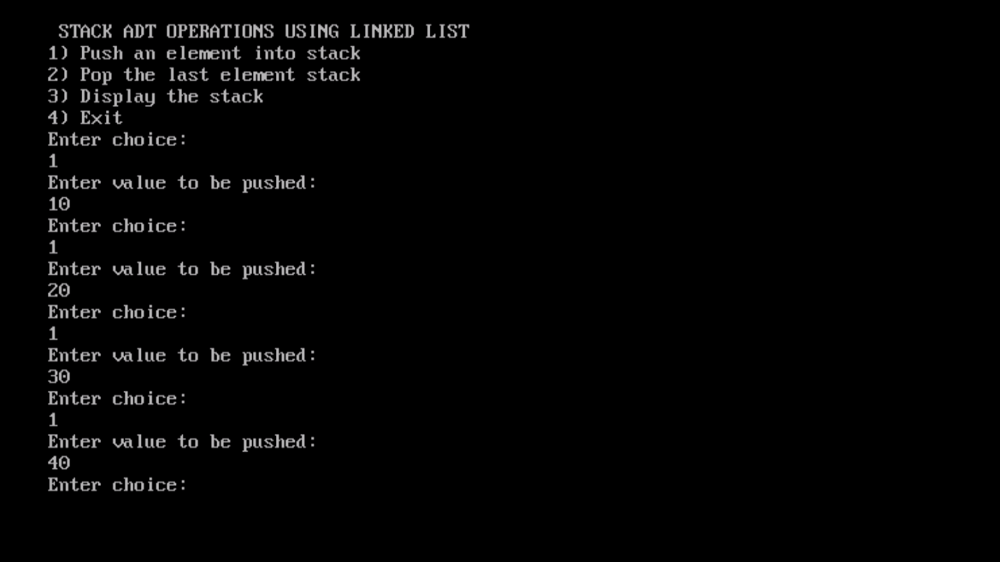 STACK ADT OPERATIONS USING LINKED LIST
1) Push an element into stack
2) Pop the last element stack
3) Display the stack
4) Exit
Enter choice:
1
Enter value to be pushed:
10
Enter choice:
1
Enter value to be pushed:
20
Enter choice:
1
Enter value to be pushed:
30
Enter choice:
1
Enter value to be pushed:
40
Enter choice: